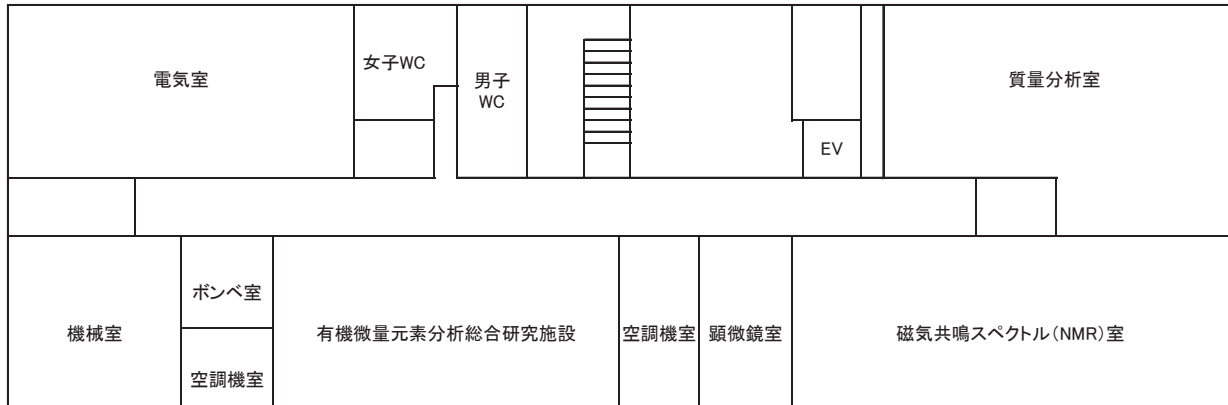 電気室
女子WC
男子
WC
EV
質量分析室
機械室
ボンベ室
空調機室
有機微量元素分析総合研究施設
空調機室
顕微鏡室
磁気共鳴スペクトル(NMR)室